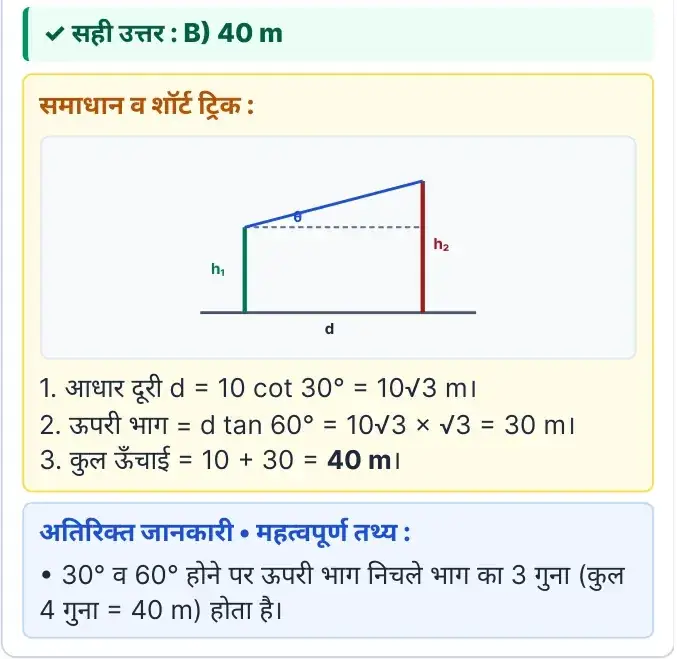 ✓ सही उत्तर : B) 40 m
समाधान व शॉर्ट ट्रिक :
θ
h₂
h₁
d
1. आधार दूरी d = 10 cot 30° = 10√3 m।
2. ऊपरी भाग = d tan 60° = 10√3 × √3 = 30 m।
3. कुल ऊँचाई = 10 + 30 = 40 m।
अतिरिक्त जानकारी • महत्वपूर्ण तथ्य :
• 30° व 60° होने पर ऊपरी भाग निचले भाग का 3 गुना (कुल
4 गुना = 40 m) होता है।